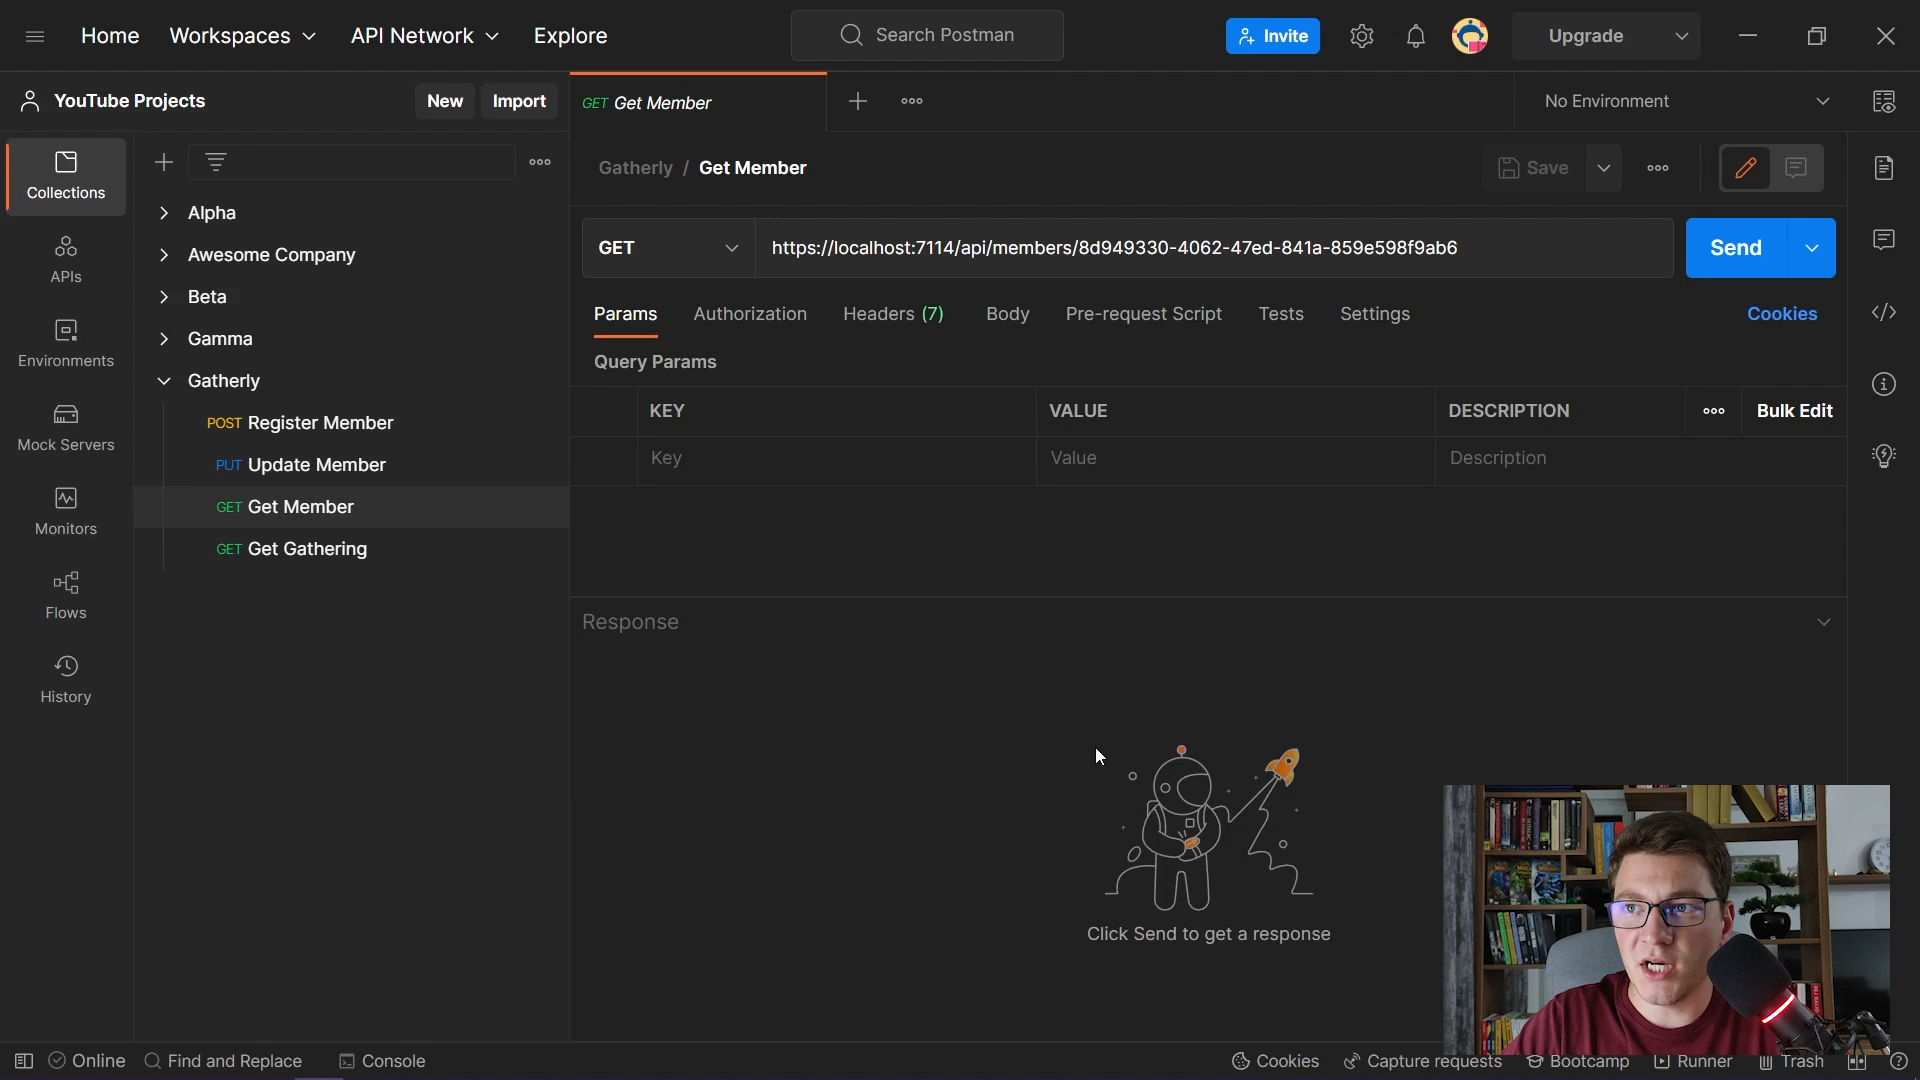 Home Workspaces API Network Explore Search Postman Invite Upgrade
YouTube Projects New Import GET Get Member No Environment
Collections
APIs
Environments
Mock Servers
Monitors
Flows
History
Alpha
Awesome Company
Beta
Gamma
Gatherly
POST Register Member
PUT Update Member
GET Get Member
GET Get Gathering
Gatherly / Get Member Save
GET https://localhost:7114/api/members/8d949330-4062-47ed-841a-859e598f9ab6 Send
Params Authorization Headers (7) Body Pre-request Script Tests Settings Cookies
Query Params
KEY VALUE DESCRIPTION Bulk Edit
Key Value Description
Response
Click Send to get a response
Online Find and Replace Console Cookies Capture requests Bootcamp Runner Trash